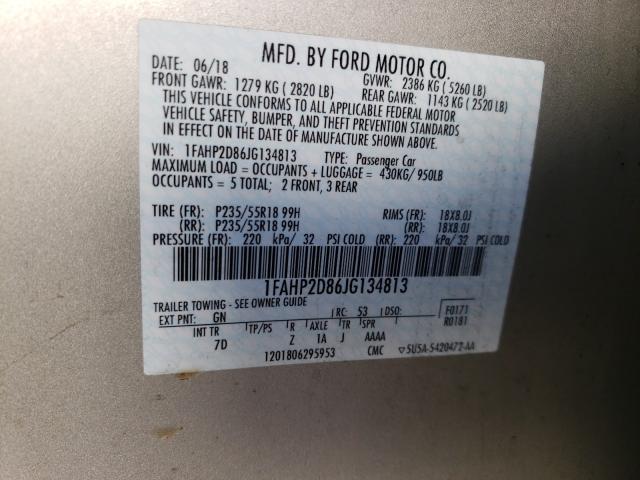 MFD. BY FORD MOTOR CO.
DATE: 06/18 GVWR: 2386 KG ( 5260 LB)
FRONT GAWR: 1279 KG ( 2820 LB) REAR GAWR: 1143 KG ( 2520 LB)
THIS VEHICLE CONFORMS TO ALL APPLICABLE FEDERAL MOTOR
VEHICLE SAFETY, BUMPER, AND THEFT PREVENTION STANDARDS
IN EFFECT ON THE DATE OF MANUFACTURE SHOWN ABOVE.
VIN: 1FAHP2D86JG134813 TYPE: Passenger Car
MAXIMUM LOAD = OCCUPANTS + LUGGAGE = 430KG/ 950LB
OCCUPANTS = 5 TOTAL; 2 FRONT, 3 REAR
TIRE (FR): P235/55R18 99H RIMS (FR): 18X8.0J
(RR): P235/55R18 99H (RR): 18X8.0J
PRESSURE (FR): 220 kPa/ 32 PSI COLD (RR): 220 kPa/ 32 PSI COLD
1FAHP2D86JG134813
TRAILER TOWING - SEE OWNER GUIDE
EXT PNT: GN RC: 53 DSO: F0171
R0181
INT TR TP/PS R AXLE TR SPR
7D Z 1A J AAAA
1201806295953 CMC 5U5A-5420472-AA